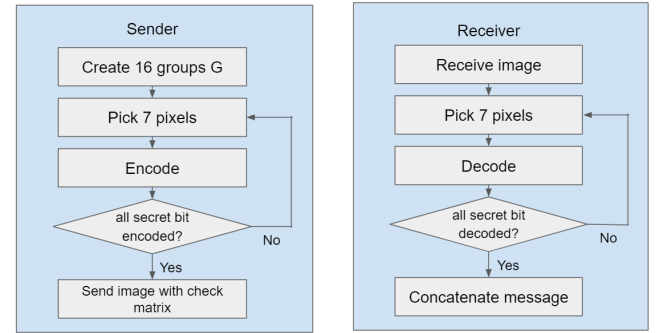 Sender
Create 16 groups G
Pick 7 pixels
Encode
all secret bit
encoded?
No
Yes
Send image with check
matrix
Receiver
Receive image
Pick 7 pixels
Decode
all secret bit
decoded?
No
Yes
Concatenate message